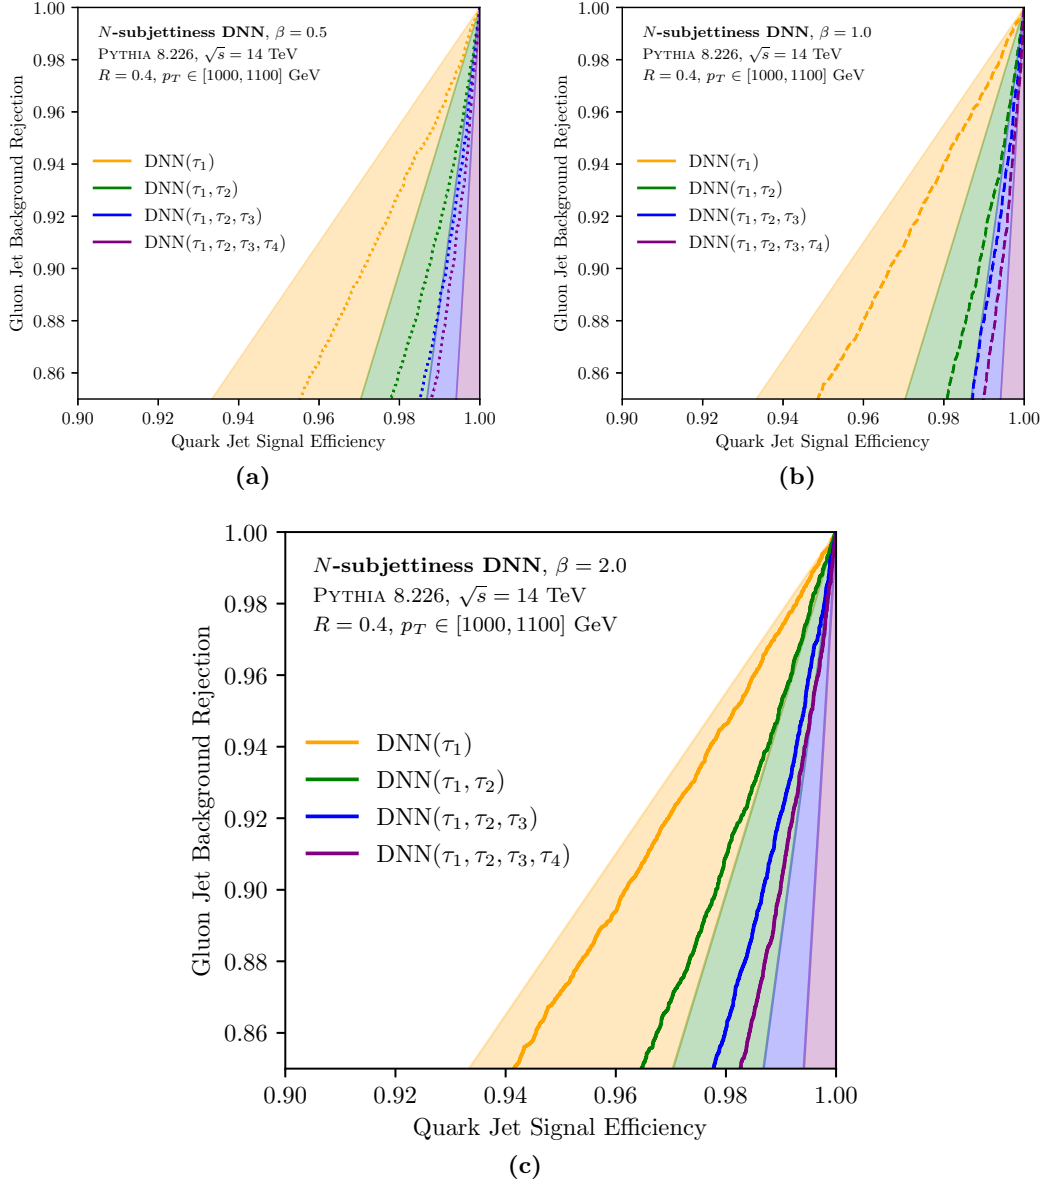 N-subjettiness DNN, β = 0.5
PYTHIA 8.226, √s = 14 TeV
R = 0.4, p_T ∈ [1000, 1100] GeV
DNN(τ₁)
DNN(τ₁, τ₂)
DNN(τ₁, τ₂, τ₃)
DNN(τ₁, τ₂, τ₃, τ₄)
Gluon Jet Background Rejection
1.00
0.98
0.96
0.94
0.92
0.90
0.88
0.86
0.90 0.92 0.94 0.96 0.98 1.00
Quark Jet Signal Efficiency
(a)
N-subjettiness DNN, β = 1.0
PYTHIA 8.226, √s = 14 TeV
R = 0.4, p_T ∈ [1000, 1100] GeV
DNN(τ₁)
DNN(τ₁, τ₂)
DNN(τ₁, τ₂, τ₃)
DNN(τ₁, τ₂, τ₃, τ₄)
Gluon Jet Background Rejection
1.00
0.98
0.96
0.94
0.92
0.90
0.88
0.86
0.90 0.92 0.94 0.96 0.98 1.00
Quark Jet Signal Efficiency
(b)
N-subjettiness DNN, β = 2.0
PYTHIA 8.226, √s = 14 TeV
R = 0.4, p_T ∈ [1000, 1100] GeV
DNN(τ₁)
DNN(τ₁, τ₂)
DNN(τ₁, τ₂, τ₃)
DNN(τ₁, τ₂, τ₃, τ₄)
Gluon Jet Background Rejection
1.00
0.98
0.96
0.94
0.92
0.90
0.88
0.86
0.90 0.92 0.94 0.96 0.98 1.00
Quark Jet Signal Efficiency
(c)